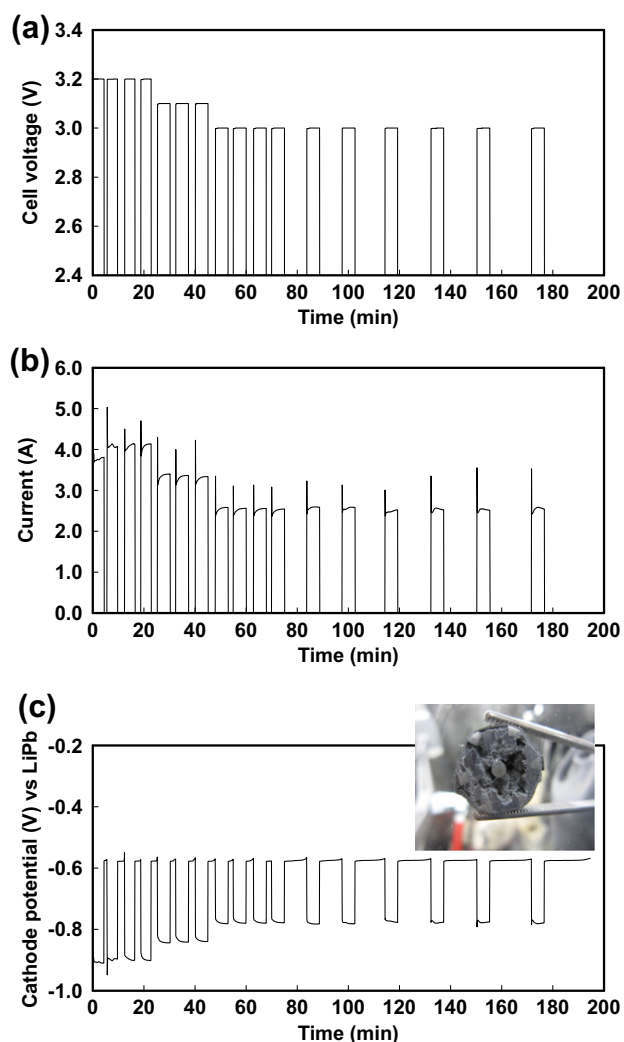 (a)
3.4
3.2
3.0
2.8
2.6
2.4
Cell voltage (V)
0 20 40 60 80 100 120 140 160 180 200
Time (min)
(b)
6.0
5.0
4.0
3.0
2.0
1.0
0.0
Current (A)
0 20 40 60 80 100 120 140 160 180 200
Time (min)
(c)
-0.2
-0.4
-0.6
-0.8
-1.0
Cathode potential (V) vs LiPb
0 20 40 60 80 100 120 140 160 180 200
Time (min)